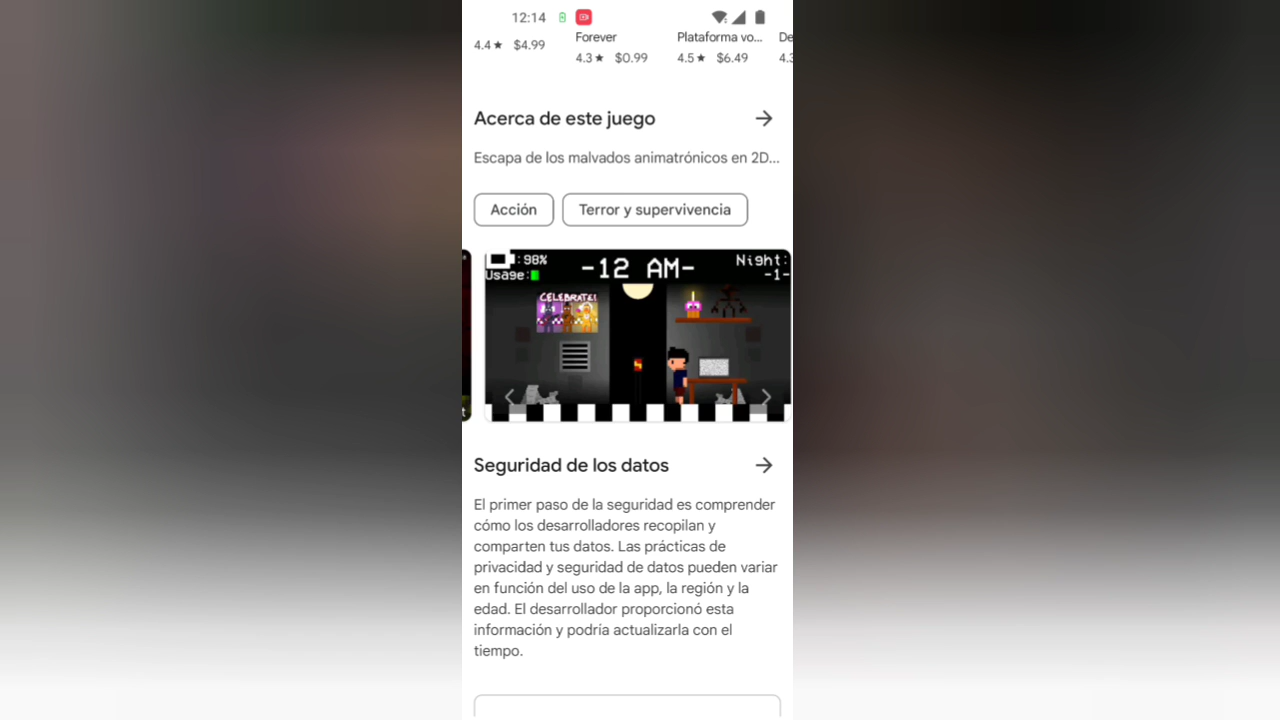 12:14
Forever
Plataforma vo...
De
4.4★ $4.99
4.3★ $0.99
4.5★ $6.49
4.3
Acerca de este juego
Escapa de los malvados animatrónicos en 2D...
Acción
Terror y supervivencia
:98%
Usage:
-12 AM-
Night:
-1-
CELEBRATE!
t
Seguridad de los datos
El primer paso de la seguridad es comprender
cómo los desarrolladores recopilan y
comparten tus datos. Las prácticas de
privacidad y seguridad de datos pueden variar
en función del uso de la app, la región y la
edad. El desarrollador proporcionó esta
información y podría actualizarla con el
tiempo.